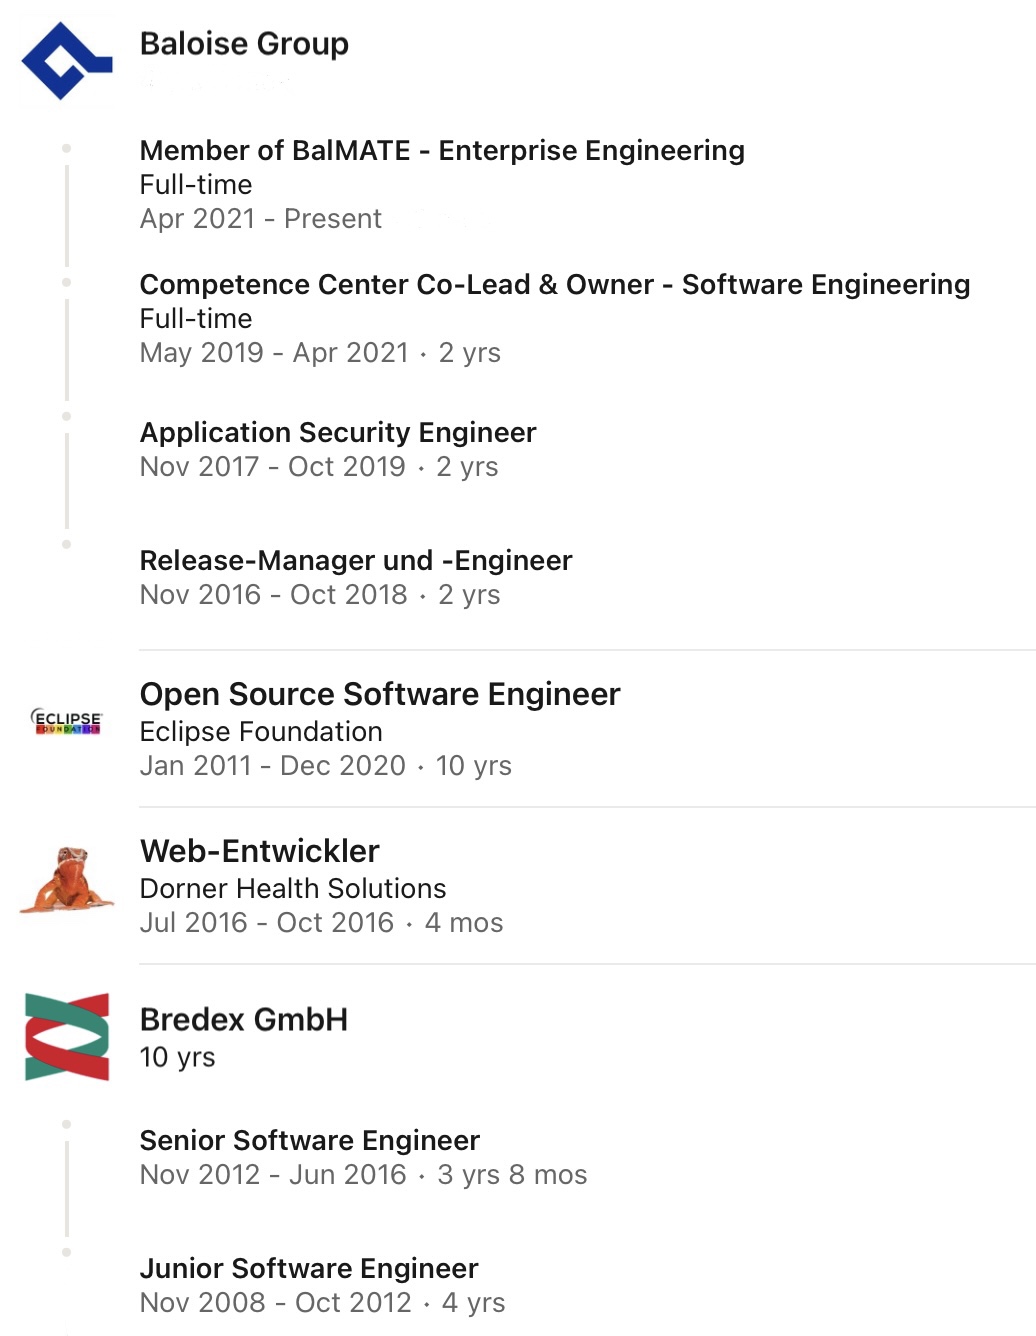 Baloise Group
Member of BalMATE - Enterprise Engineering
Full-time
Apr 2021 - Present
Competence Center Co-Lead & Owner - Software Engineering
Full-time
May 2019 - Apr 2021 · 2 yrs
Application Security Engineer
Nov 2017 - Oct 2019 · 2 yrs
Release-Manager und -Engineer
Nov 2016 - Oct 2018 · 2 yrs
ECLIPSE
FOUNDATION
Open Source Software Engineer
Eclipse Foundation
Jan 2011 - Dec 2020 · 10 yrs
Web-Entwickler
Dorner Health Solutions
Jul 2016 - Oct 2016 · 4 mos
Bredex GmbH
10 yrs
Senior Software Engineer
Nov 2012 - Jun 2016 · 3 yrs 8 mos
Junior Software Engineer
Nov 2008 - Oct 2012 · 4 yrs